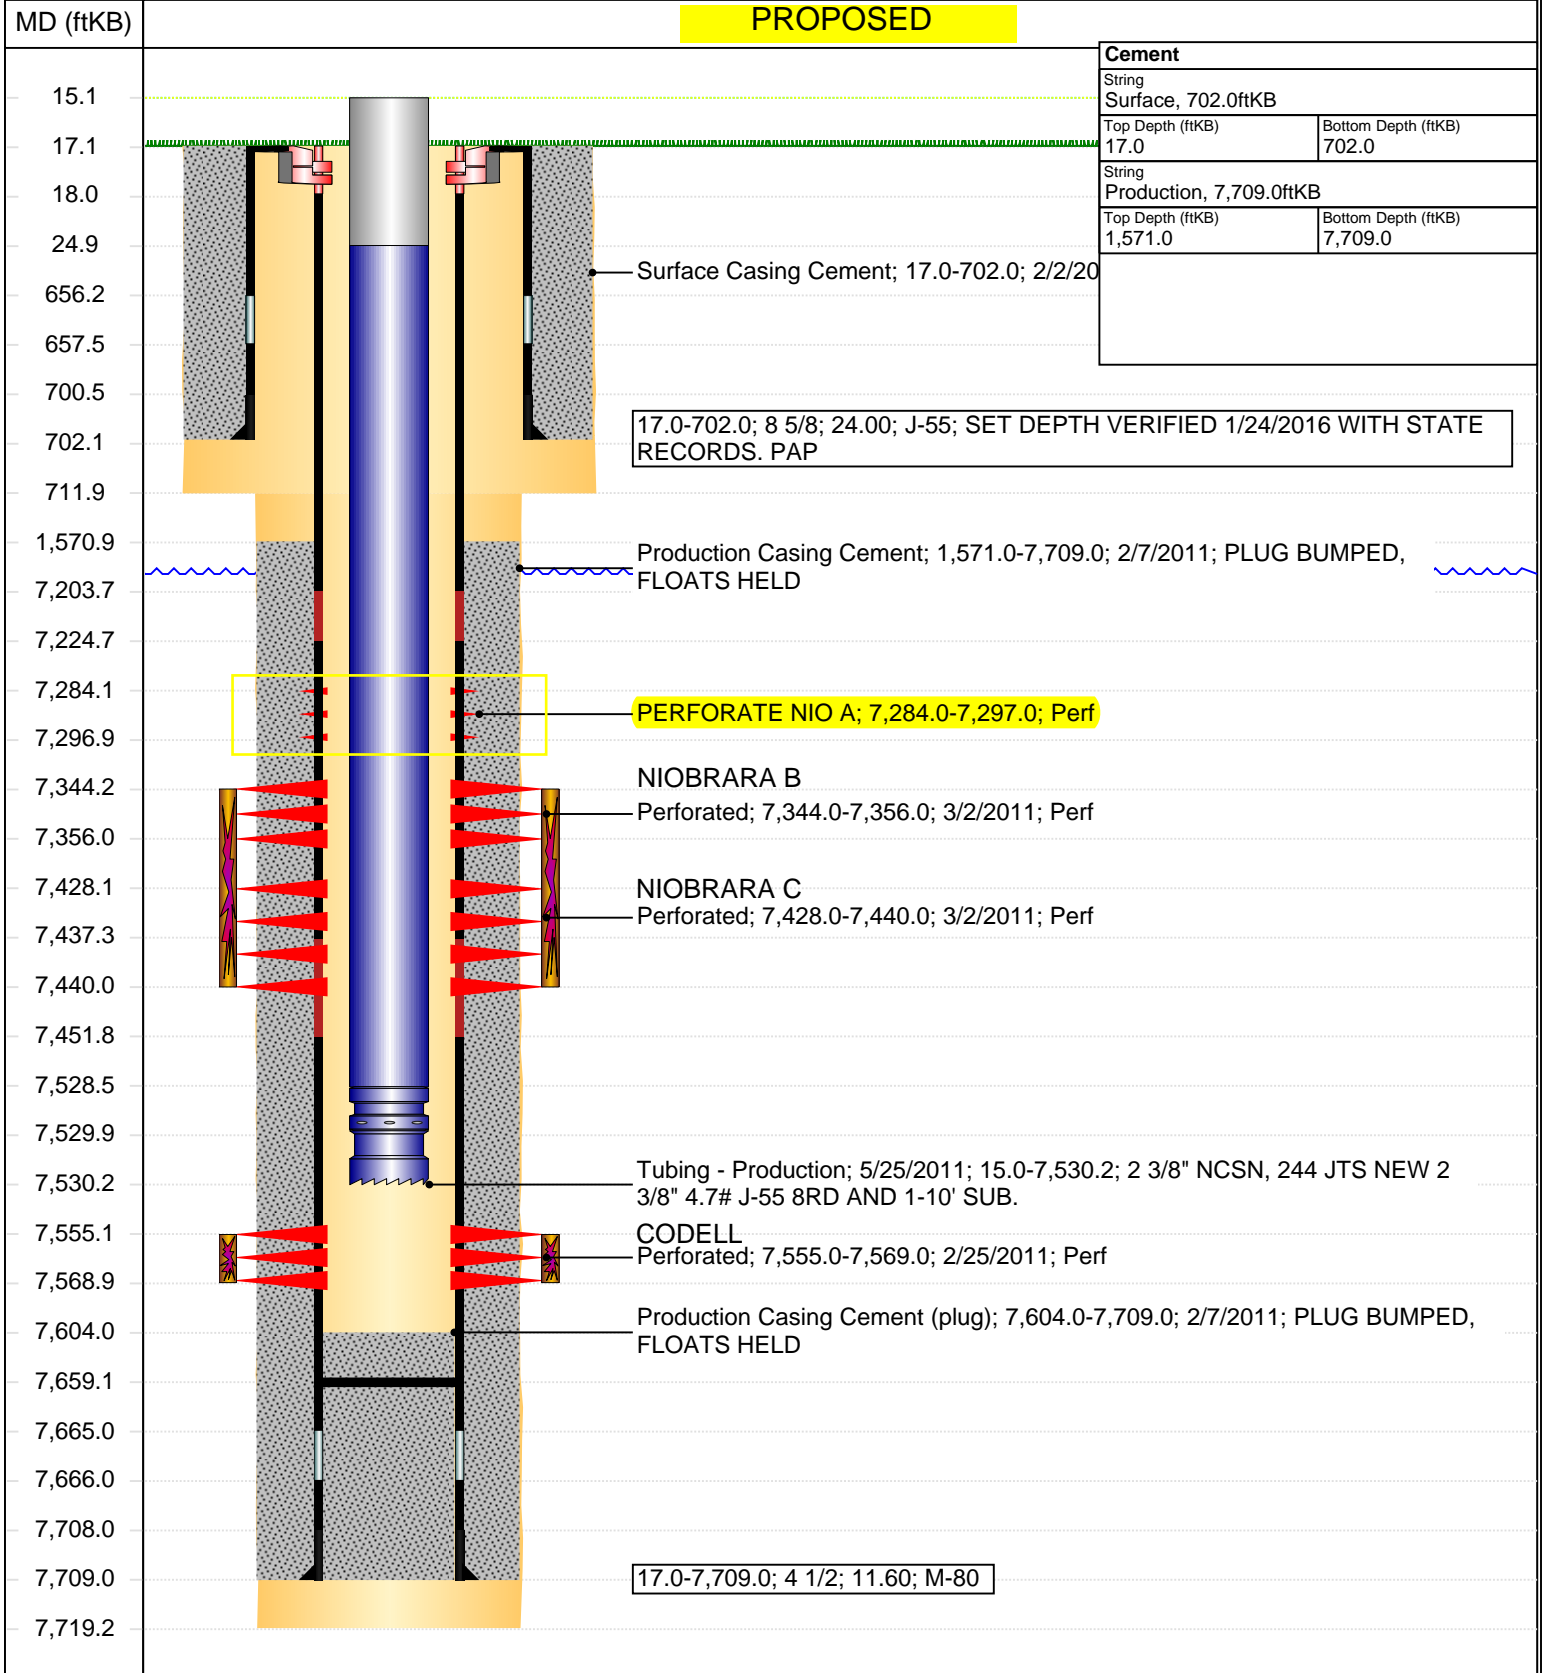 MD (ftKB)
PROPOSED
Cement
String
Surface, 702.0ftKB
Top Depth (ftKB)
17.0
Bottom Depth (ftKB)
702.0
String
Production, 7,709.0ftKB
Top Depth (ftKB)
1,571.0
Bottom Depth (ftKB)
7,709.0
15.1
17.1
18.0
24.9
Surface Casing Cement; 17.0-702.0; 2/2/20
656.2
657.5
700.5
17.0-702.0; 8 5/8; 24.00; J-55; SET DEPTH VERIFIED 1/24/2016 WITH STATE
RECORDS. PAP
702.1
711.9
1,570.9
Production Casing Cement; 1,571.0-7,709.0; 2/7/2011; PLUG BUMPED,
FLOATS HELD
7,203.7
7,224.7
7,284.1
PERFORATE NIO A; 7,284.0-7,297.0; Perf
7,296.9
NIOBRARA B
7,344.2
Perforated; 7,344.0-7,356.0; 3/2/2011; Perf
7,356.0
7,428.1
NIOBRARA C
Perforated; 7,428.0-7,440.0; 3/2/2011; Perf
7,437.3
7,440.0
7,451.8
7,528.5
7,529.9
Tubing - Production; 5/25/2011; 15.0-7,530.2; 2 3/8" NCSN, 244 JTS NEW 2
3/8" 4.7# J-55 8RD AND 1-10' SUB.
7,530.2
7,555.1
CODELL
Perforated; 7,555.0-7,569.0; 2/25/2011; Perf
7,568.9
Production Casing Cement (plug); 7,604.0-7,709.0; 2/7/2011; PLUG BUMPED,
FLOATS HELD
7,604.0
7,659.1
7,665.0
7,666.0
7,708.0
7,709.0
17.0-7,709.0; 4 1/2; 11.60; M-80
7,719.2